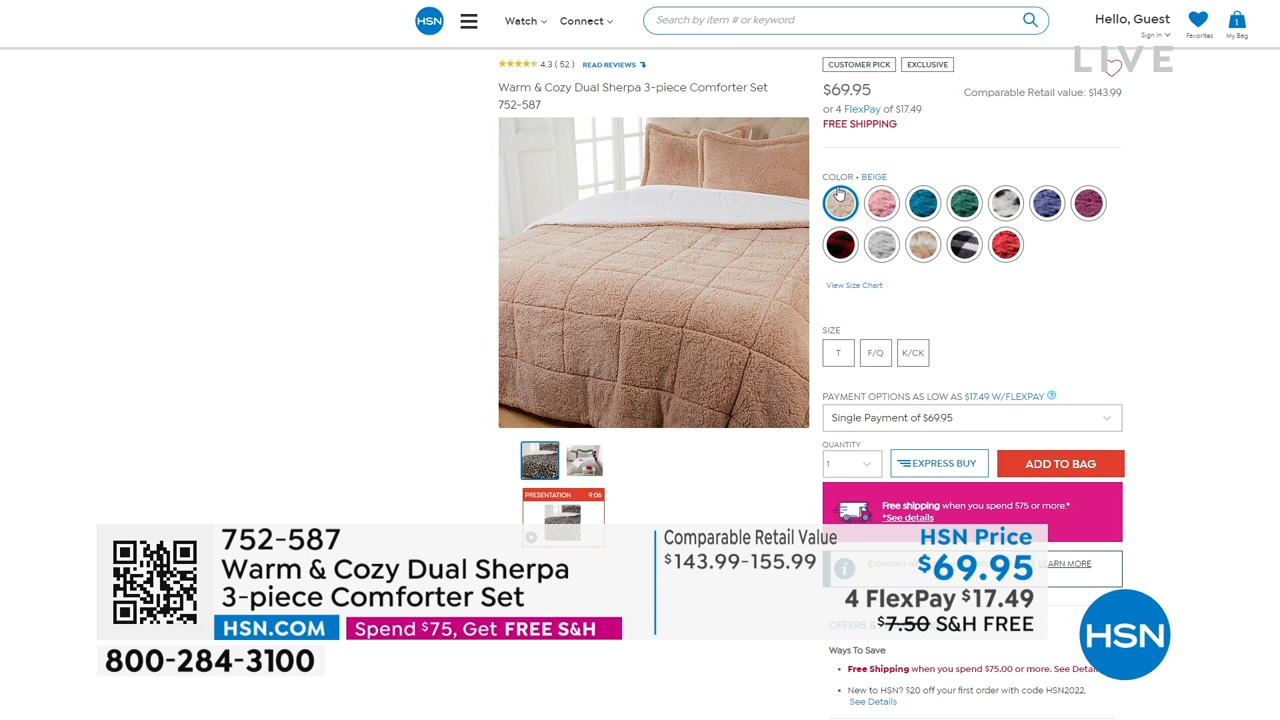 HSN
Watch
Connect
Search by item # or keyword
Hello, Guest
Sign in
Favorites
1
My Bag
LIVE
4.3 ( 52 ) READ REVIEWS
Warm & Cozy Dual Sherpa 3-piece Comforter Set
752-587
CUSTOMER PICK EXCLUSIVE
$69.95
Comparable Retail value: $143.99
or 4 FlexPay of $17.49
FREE SHIPPING
COLOR • BEIGE
View Size Chart
SIZE
T F/Q K/CK
PAYMENT OPTIONS AS LOW AS $17.49 W/FLEXPAY
Single Payment of $69.95
QUANTITY
1
EXPRESS BUY
ADD TO BAG
PRESENTATION 9:06
Free shipping when you spend $75 or more.*
*See details
LEARN MORE
752-587
Warm & Cozy Dual Sherpa
3-piece Comforter Set
HSN.COM
Spend $75, Get FREE S&H
800-284-3100
Comparable Retail Value
$143.99-155.99
HSN Price
$69.95
4 FlexPay $17.49
$7.50 S&H FREE
HSN
Ways To Save
• Free Shipping when you spend $75.00 or more. See
• New to HSN? $20 off your first order with code HSN2022.
See Details